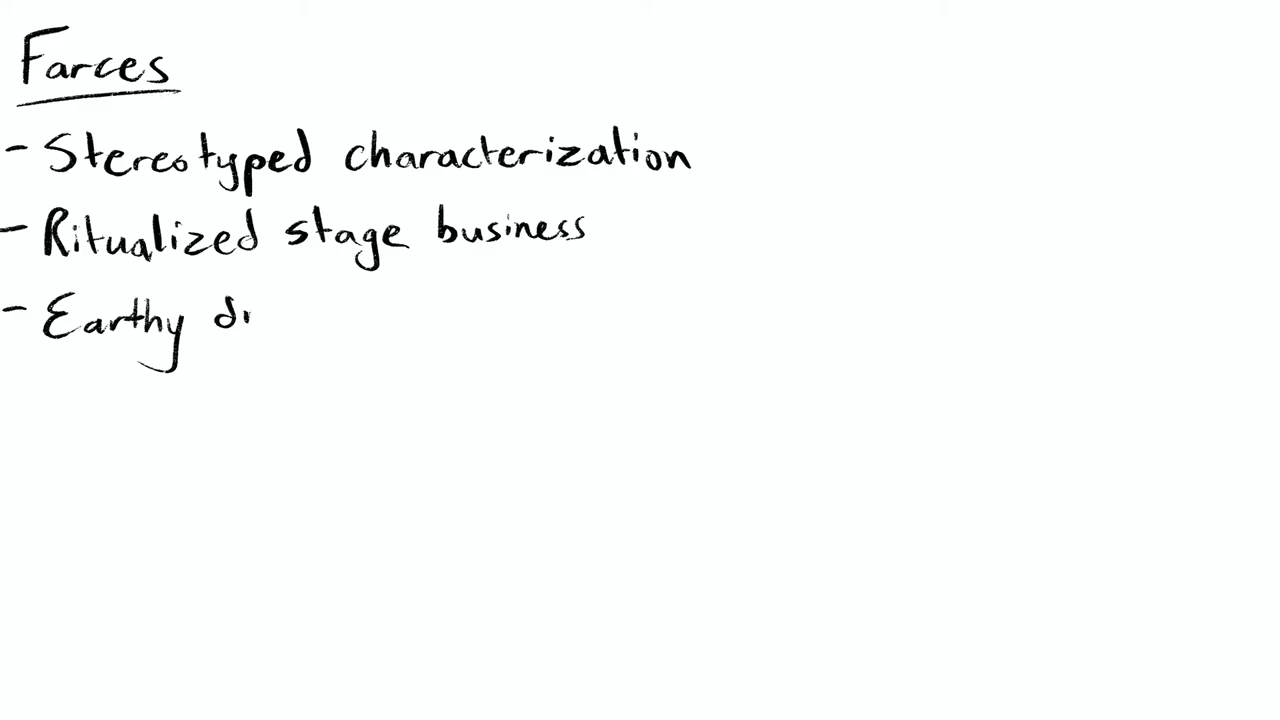 Farces
- Stereotyped characterization
- Ritualized stage business
- Earthy